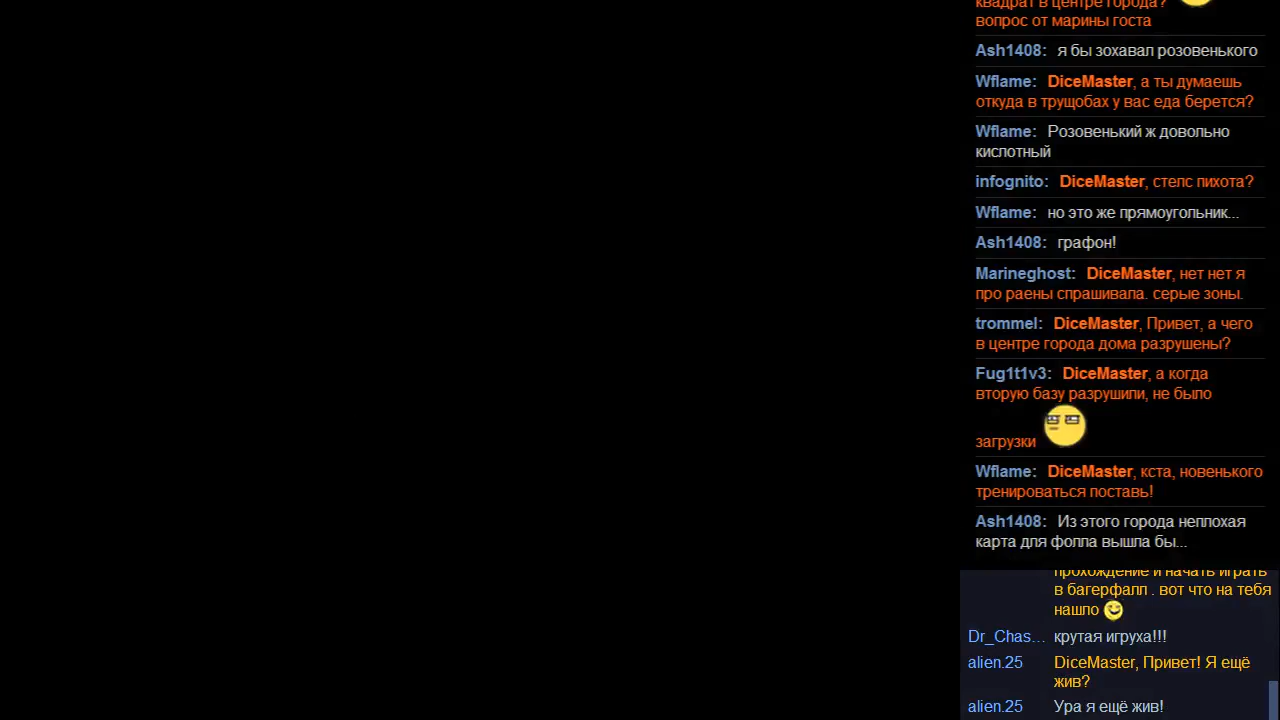 квадрат в центре города?
вопрос от марины госта
Ash1408: я бы зохавал розовенького
Wflame: DiceMaster, а ты думаешь
откуда в трущобах у вас еда берется?
Wflame: Розовенький ж довольно
кислотный
infognito: DiceMaster, стелс пихота?
Wflame: но это же прямоугольник...
Ash1408: графон!
Marineghost: DiceMaster, нет нет я
про раены спрашивала. серые зоны.
trommel: DiceMaster, Привет, а чего
в центре города дома разрушены?
Fug1t1v3: DiceMaster, а когда
вторую базу разрушили, не было
загрузки
Wflame: DiceMaster, кста, новенького
тренироваться поставь!
Ash1408: Из этого города неплохая
карта для фолла вышла бы...
прохождение и начать играть
в багерфалл . вот что на тебя
нашло
Dr_Chas... крутая игруха!!!
alien.25 DiceMaster, Привет! Я ещё
жив?
alien.25 Ура я ещё жив!